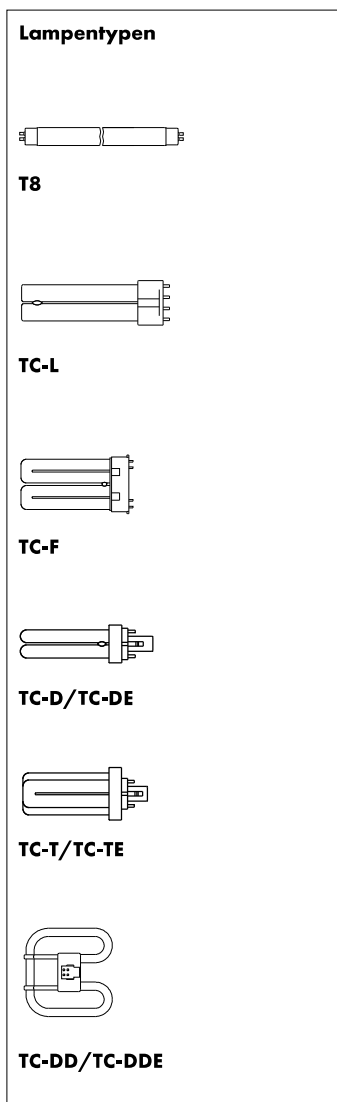 Lampentypen
T8
TC-L
TC-F
TC-D/TC-DE
TC-T/TC-TE
TC-DD/TC-DDE